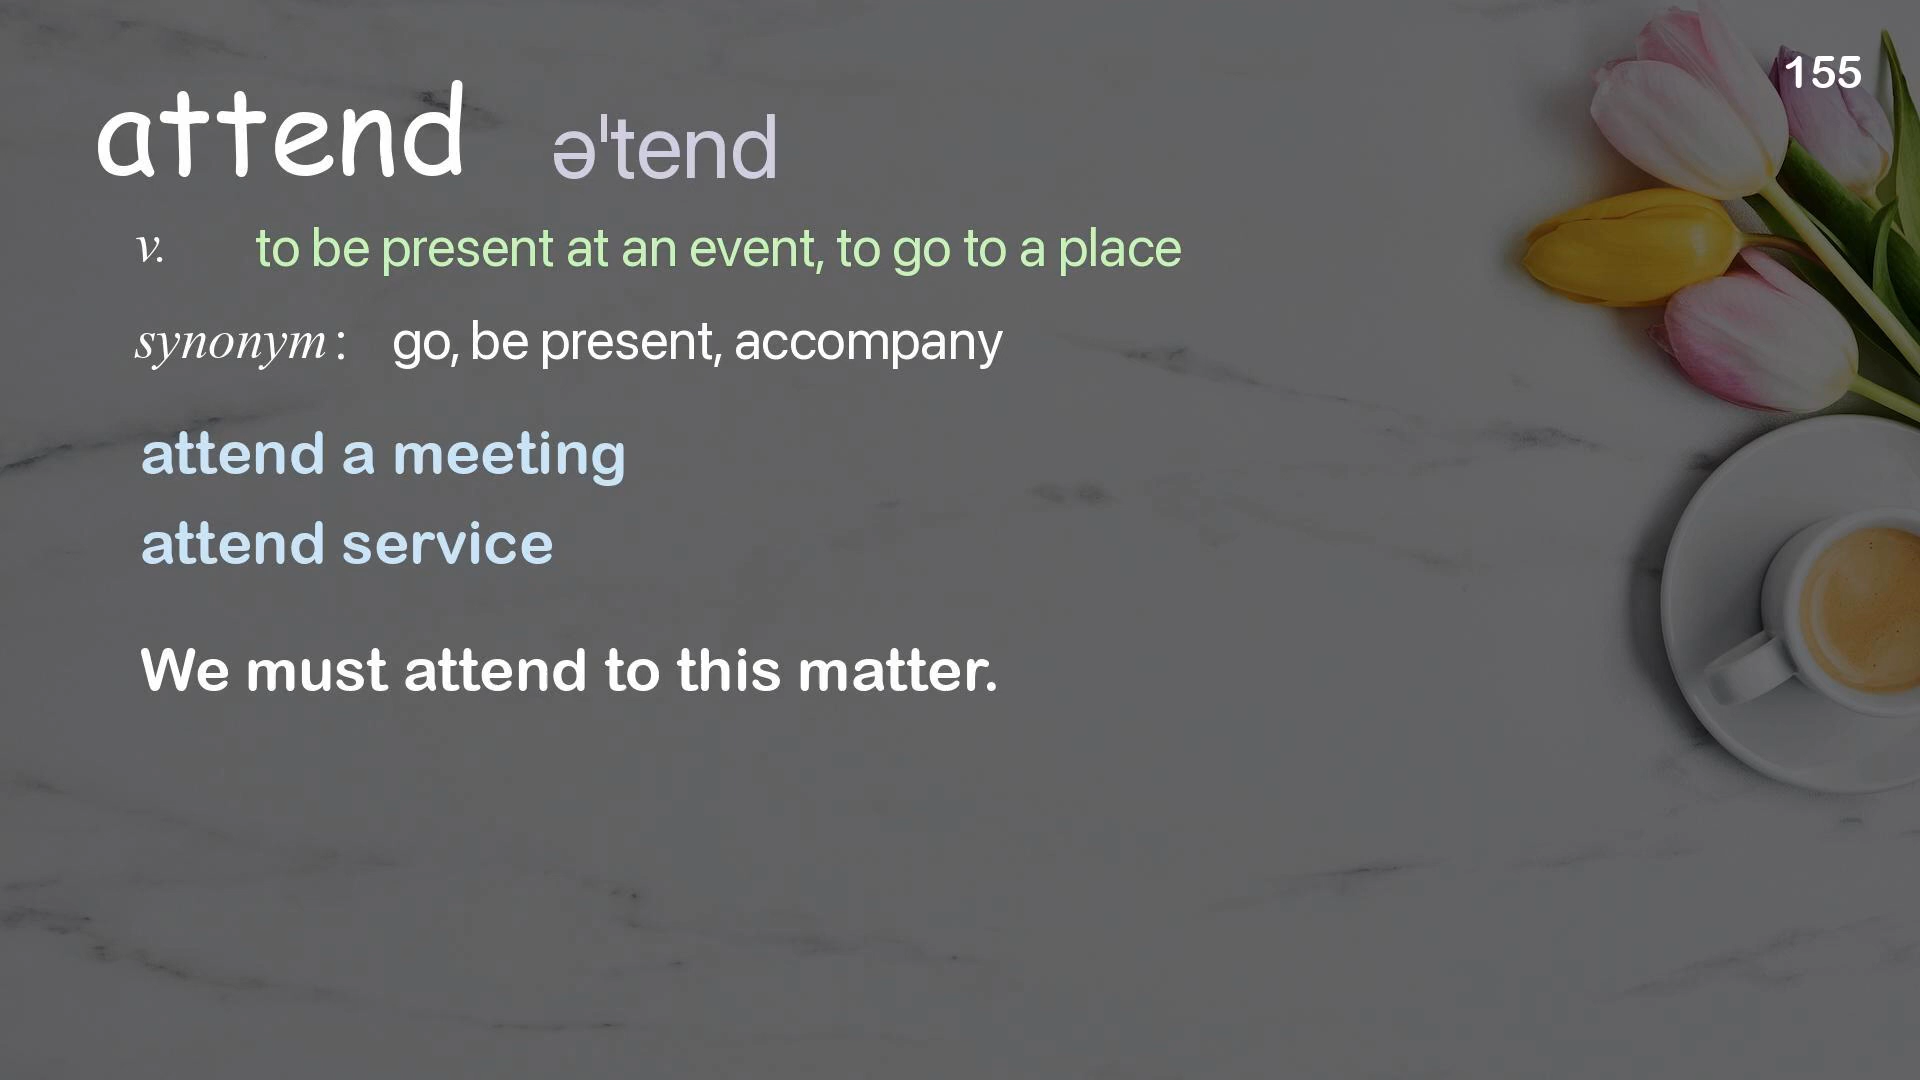 155
attend əˈtend
v. to be present at an event, to go to a place
synonym : go, be present, accompany
attend a meeting
attend service
We must attend to this matter.